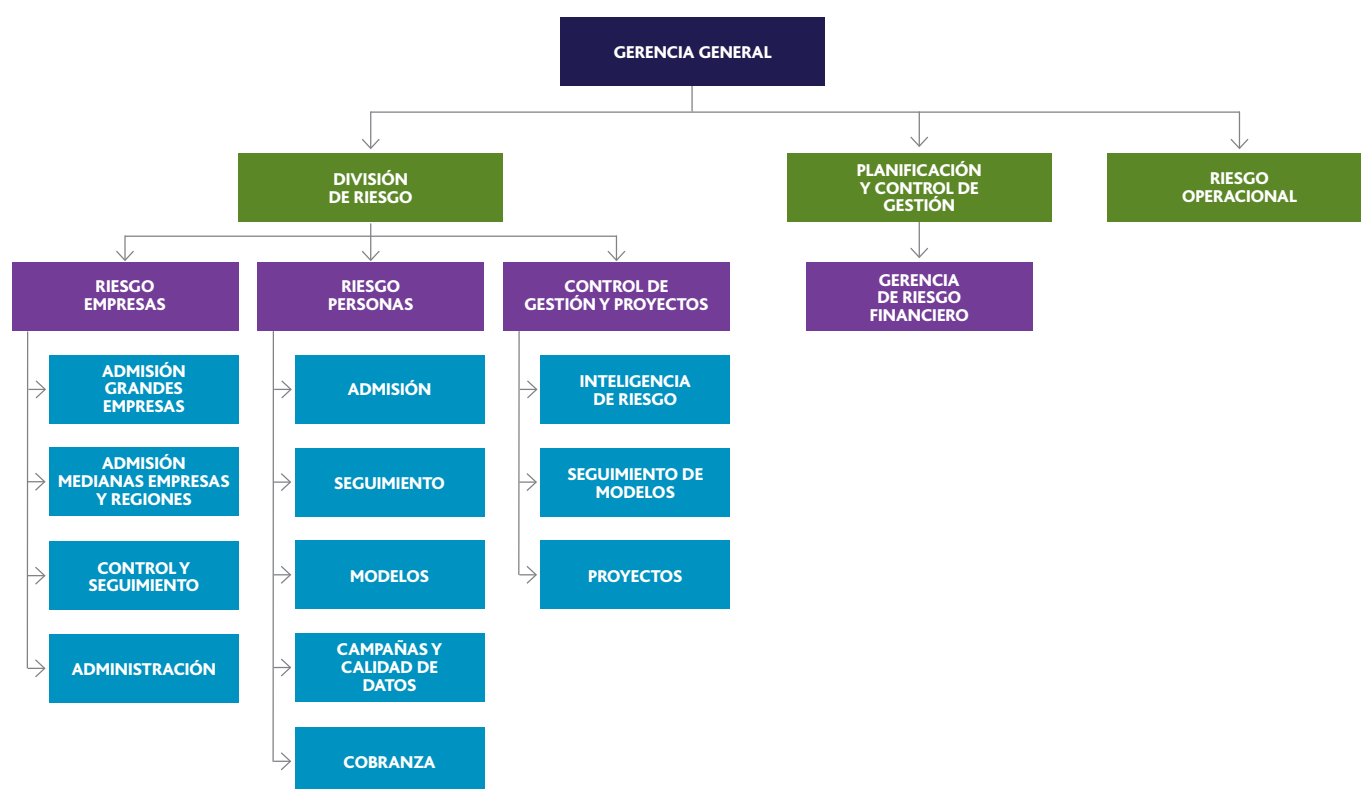 GERENCIA GENERAL
DIVISIÓN
DE RIESGO
PLANIFICACIÓN
Y CONTROL DE
GESTIÓN
RIESGO
OPERACIONAL
RIESGO
EMPRESAS
RIESGO
PERSONAS
CONTROL DE
GESTIÓN Y PROYECTOS
GERENCIA
DE RIESGO
FINANCIERO
ADMISIÓN
GRANDES
EMPRESAS
ADMISIÓN
MEDIANAS EMPRESAS
Y REGIONES
CONTROL Y
SEGUIMIENTO
ADMINISTRACIÓN
ADMISIÓN
SEGUIMIENTO
MODELOS
CAMPAÑAS Y
CALIDAD DE
DATOS
COBRANZA
INTELIGENCIA
DE RIESGO
SEGUIMIENTO DE
MODELOS
PROYECTOS